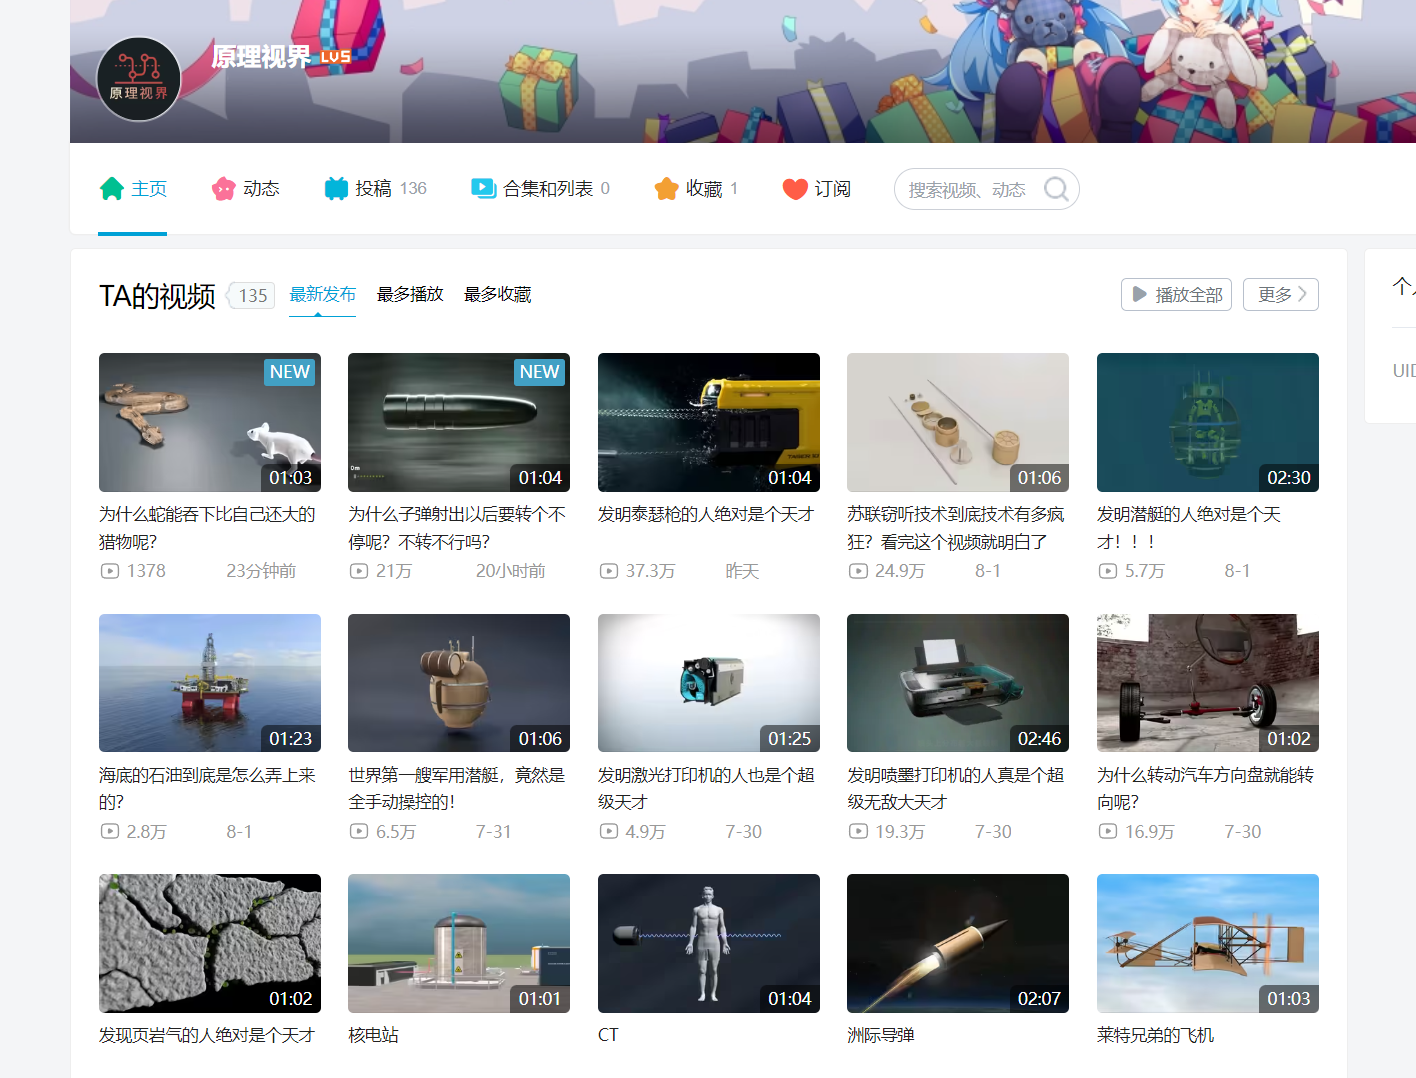 原理视界 LV5
原理视界
主页 动态 投稿 136 合集和列表 0 收藏 1 订阅 搜索视频、动态
TA的视频 135 最新发布 最多播放 最多收藏 播放全部 更多
个
UID
NEW
01:03
NEW
0m
01:04
01:04
01:06
02:30
为什么蛇能吞下比自己还大的
猎物呢?
1378 23分钟前
为什么子弹射出以后要转个不
停呢？不转不行吗?
21万 20小时前
发明泰瑟枪的人绝对是个天才
37.3万 昨天
苏联窃听技术到底技术有多疯
狂？看完这个视频就明白了
24.9万 8-1
发明潜艇的人绝对是个天
才！！！
5.7万 8-1
01:23
01:06
01:25
02:46
01:02
海底的石油到底是怎么弄上来
的?
2.8万 8-1
世界第一艘军用潜艇，竟然是
全手动操控的!
6.5万 7-31
发明激光打印机的人也是个超
级天才
4.9万 7-30
发明喷墨打印机的人真是个超
级无敌大天才
19.3万 7-30
为什么转动汽车方向盘就能转
向呢?
16.9万 7-30
01:02
01:01
01:04
02:07
01:03
发现页岩气的人绝对是个天才
核电站
CT
洲际导弹
莱特兄弟的飞机